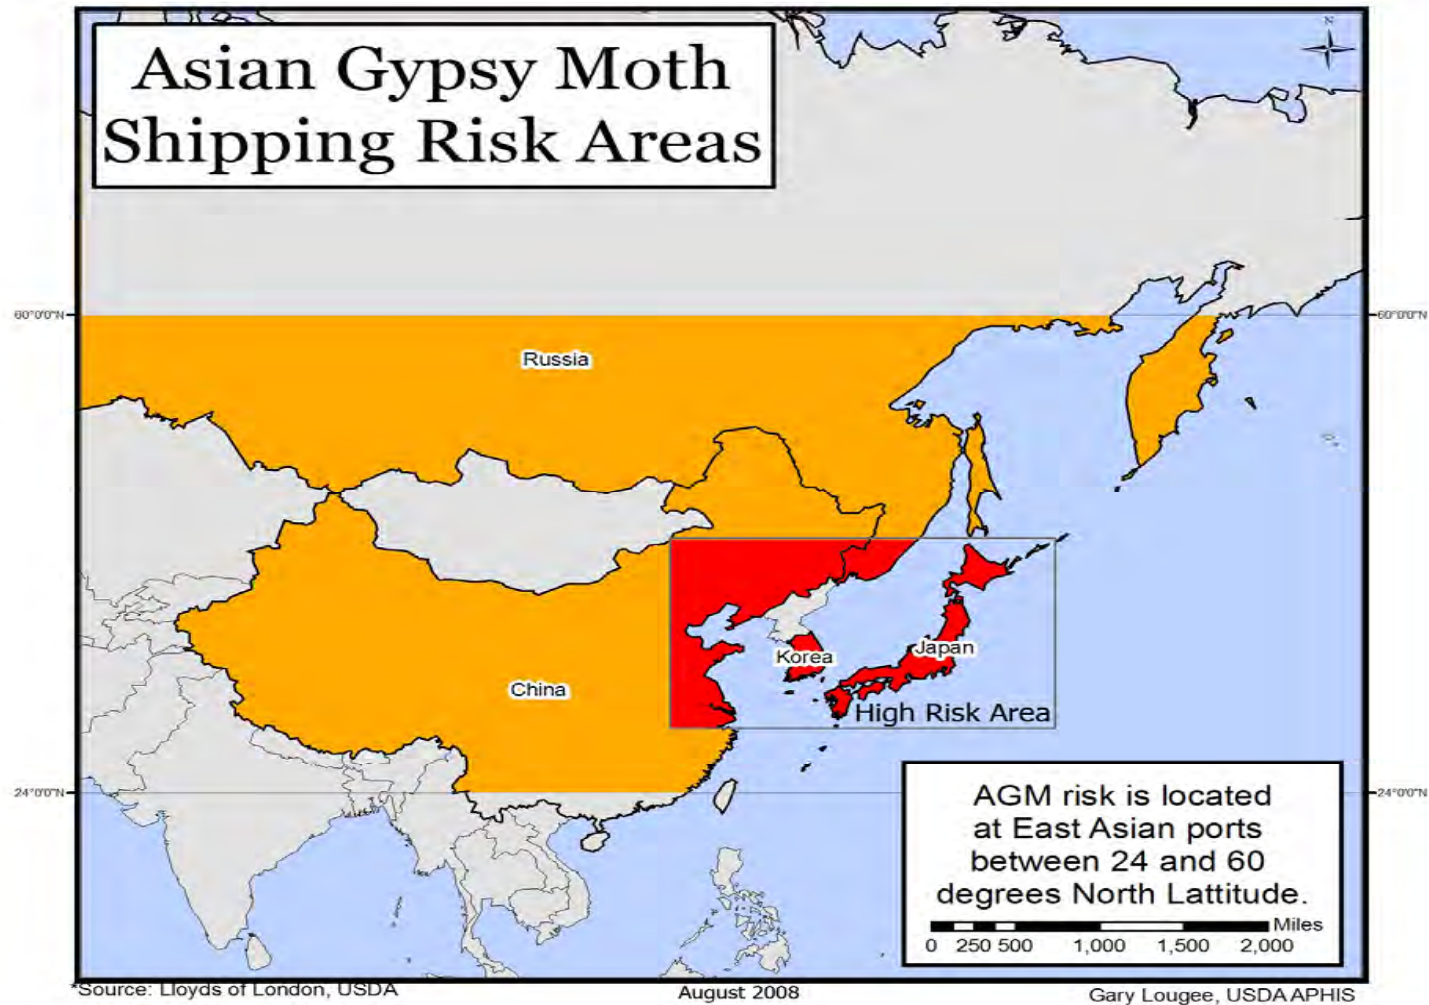 Asian Gypsy Moth
Shipping Risk Areas
N
60°0'0"N
60°0'0"N
Russia
Korea
Japan
China
High Risk Area
24°0'0"N
24°0'0"N
AGM risk is located
at East Asian ports
between 24 and 60
degrees North Lattitude.
Miles
0 250 500 1,000 1,500 2,000
*Source: Lloyds of London, USDA
August 2008
Gary Lougee, USDA APHIS